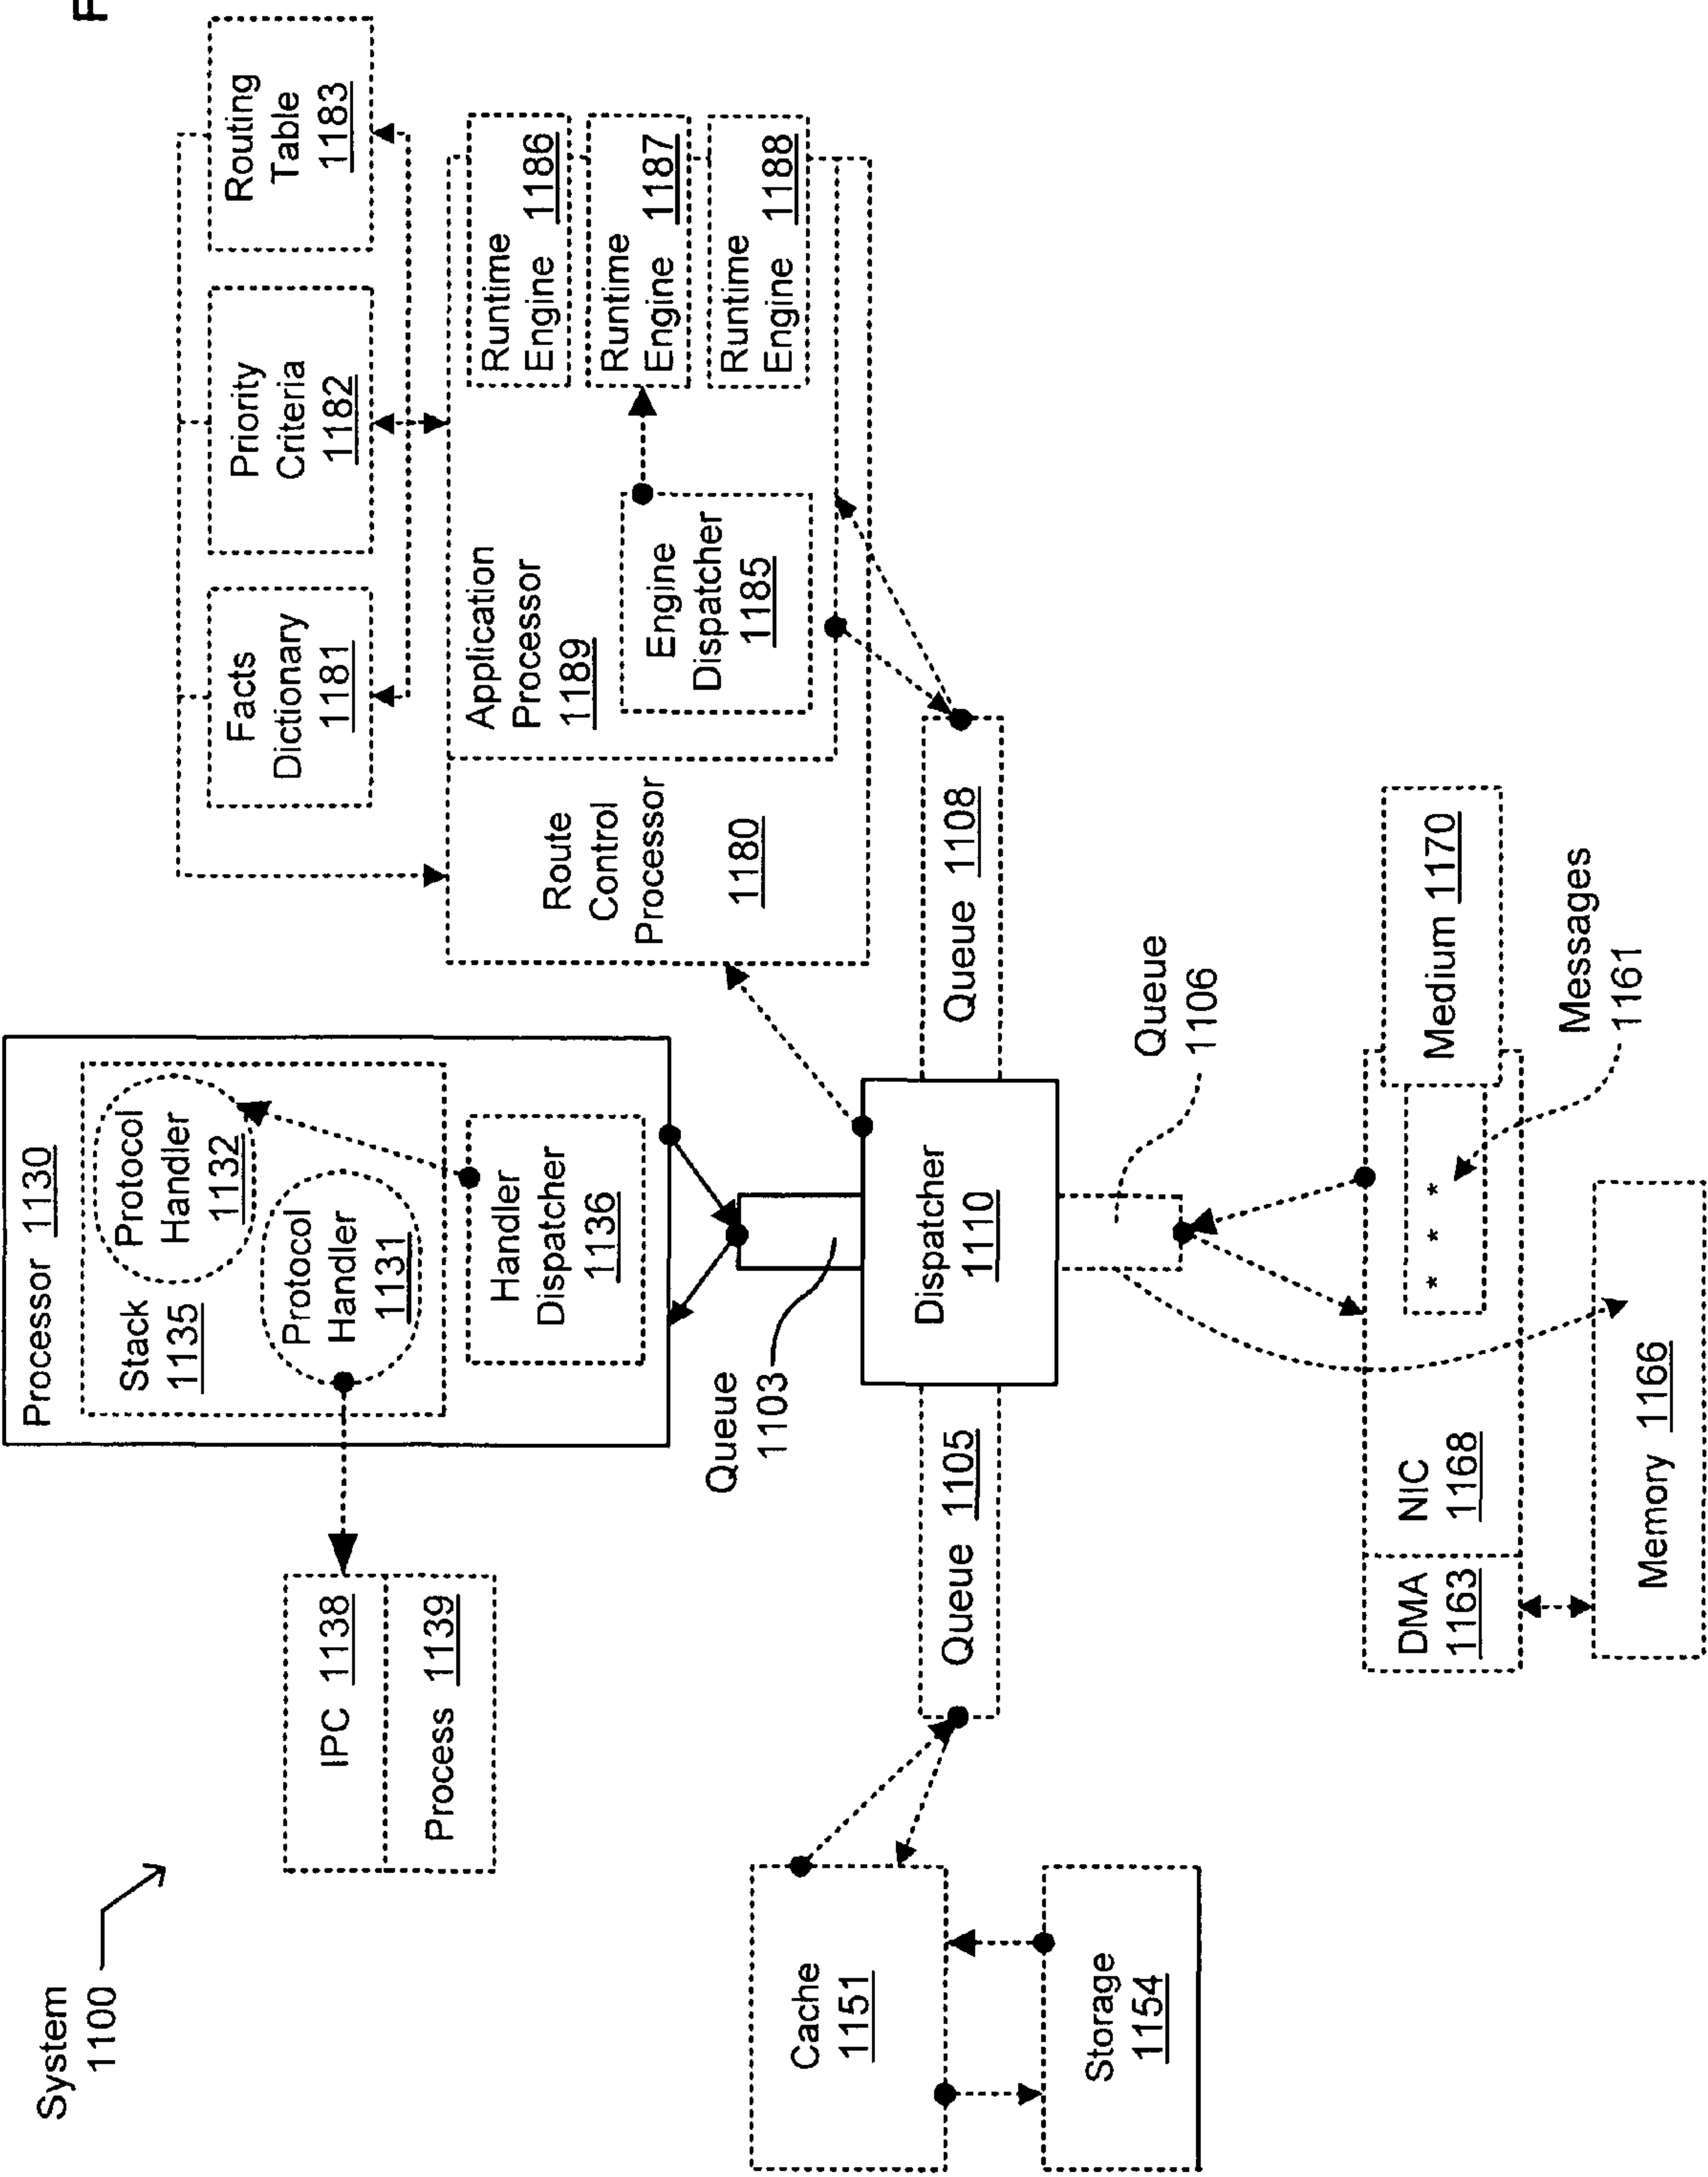 System
1100
IPC 1138
Process 1139
Processor 1130
Stack
1135
Protocol
Handler
1132
Protocol
Handler
1131
Handler
Dispatcher
1136
Facts
Dictionary
1181
Priority
Criteria
1182
Routing
Table
1183
Route
Control
Processor
1180
Application
Processor
1189
Engine
Dispatcher
1185
Runtime
Engine 1186
Runtime
Engine 1187
Runtime
Engine 1188
Queue
1103
Cache
1151
Storage
1154
Queue 1105
Dispatcher
1110
Queue 1108
Queue
1106
DMA
1163
NIC
1168
* * *
Medium 1170
Messages
1161
Memory 1166